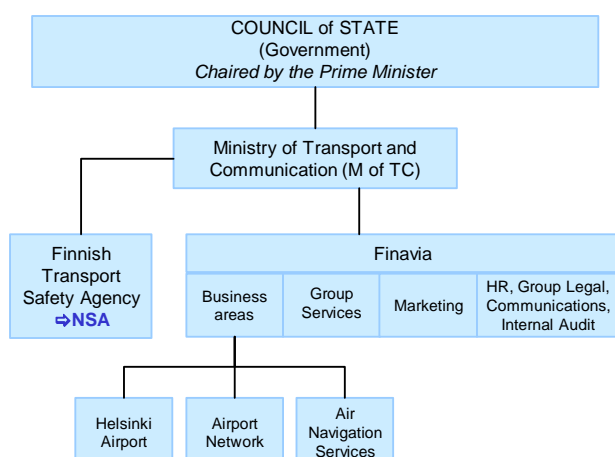 COUNCIL of STATE
(Government)
Chaired by the Prime Minister
Ministry of Transport and
Communication (M of TC)
Finnish
Transport
Safety Agency
⇨NSA
Finavia
Business
areas
Group
Services
Marketing
HR, Group Legal,
Communications,
Internal Audit
Helsinki
Airport
Airport
Network
Air
Navigation
Services